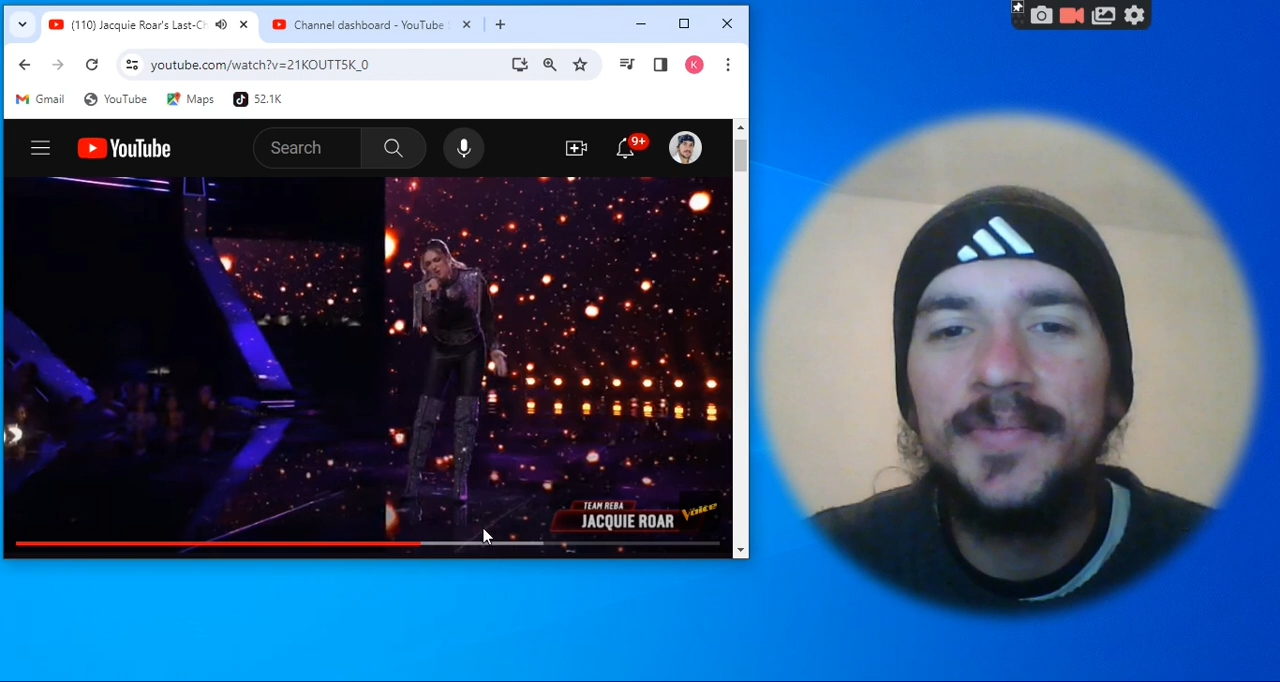 (110) Jacquie Roar's Last-Ch
Channel dashboard - YouTube S
youtube.com/watch?v=21KOUTT5K_0
K
Gmail
YouTube
Maps
52.1K
YouTube
Search
9+
TEAM REBA
JACQUIE ROAR
Voice